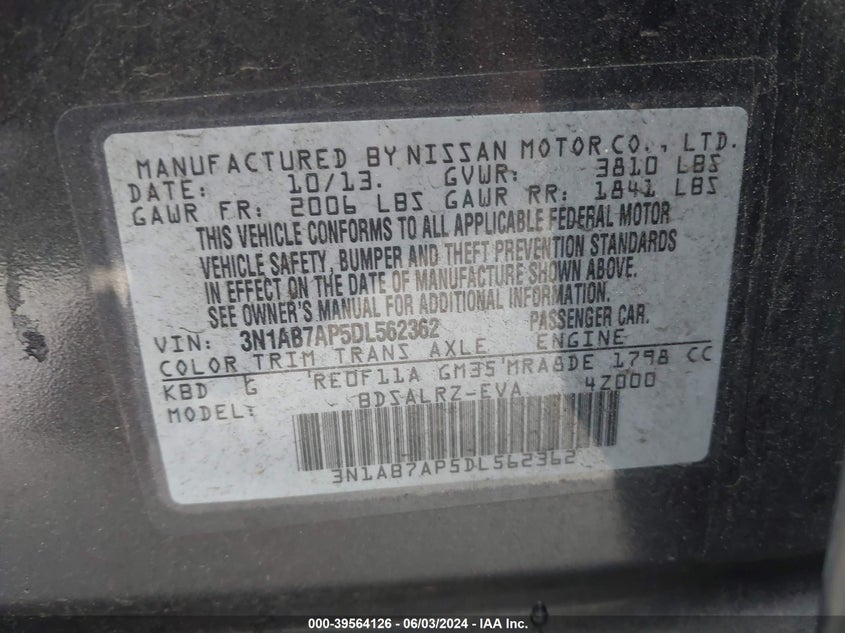 MANUFACTURED BY NISSAN MOTOR CO., LTD.
DATE: 10/13. GVWR: 3810 LBS
GAWR FR: 2006 LBS GAWR RR: 1841 LBS
THIS VEHICLE CONFORMS TO ALL APPLICABLE FEDERAL MOTOR
VEHICLE SAFETY, BUMPER AND THEFT PREVENTION STANDARDS
IN EFFECT ON THE DATE OF MANUFACTURE SHOWN ABOVE.
SEE OWNER'S MANUAL FOR ADDITIONAL INFORMATION.
VIN: 3N1AB7AP5DL562362 PASSENGER CAR.
COLOR TRIM TRANS AXLE ENGINE
KBD G RE0F11A GM35 MRA8DE 1798 CC
MODEL: BDSALRZ-EVA 4Z000
3N1AB7AP5DL562362
000-39564126 - 06/03/2024 - IAA Inc.